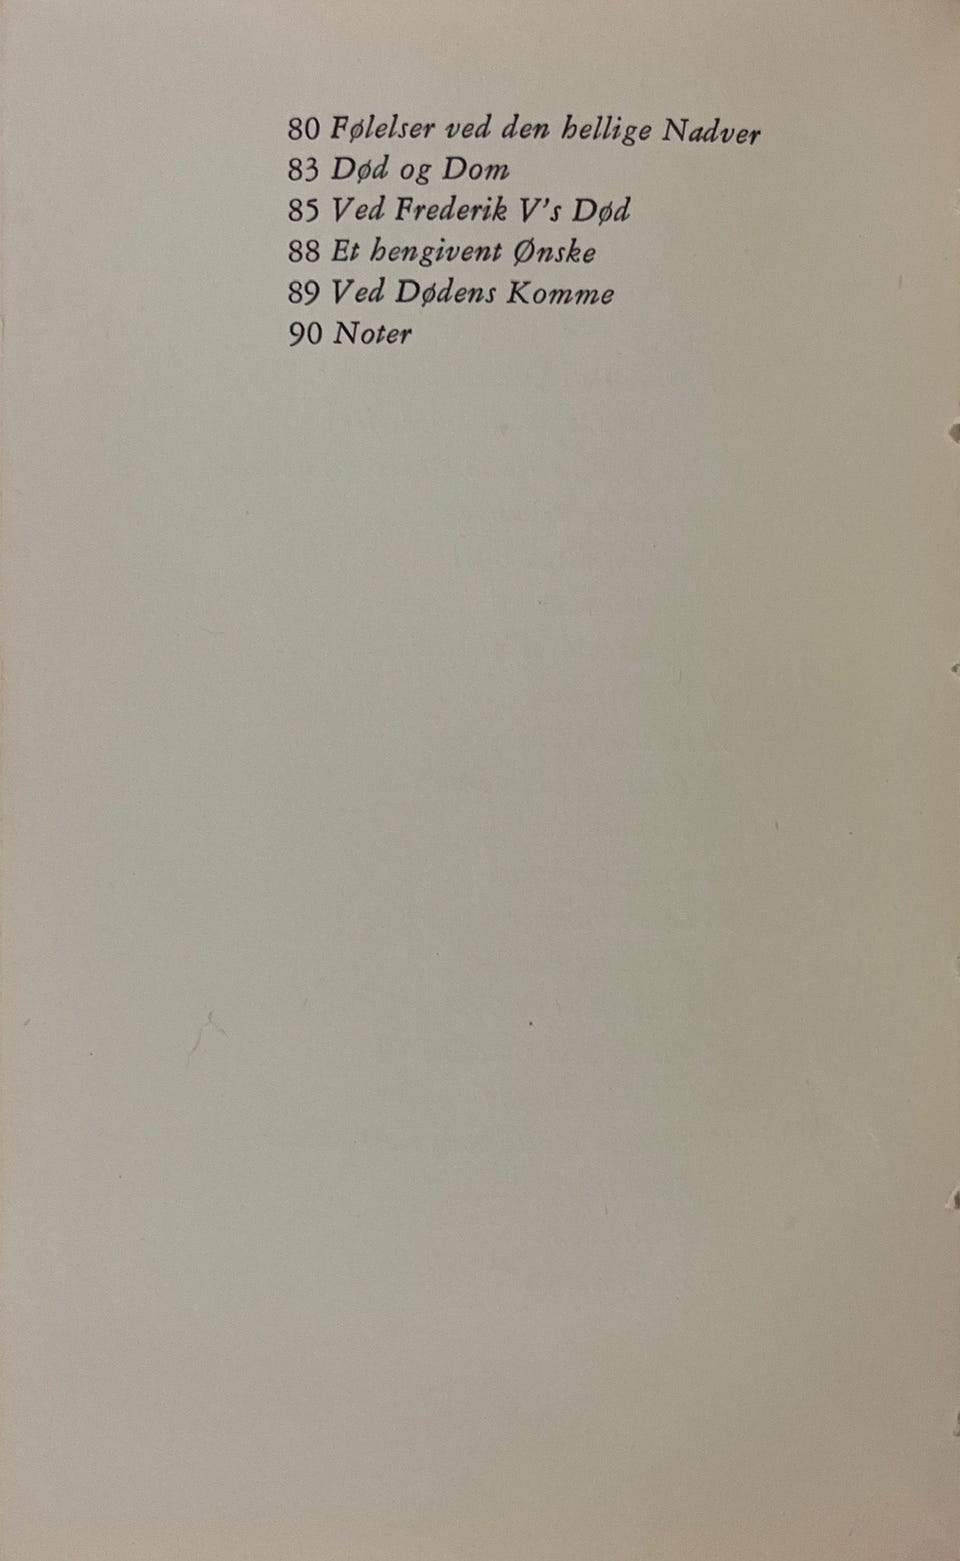 80 Følelser ved den hellige Nadver
83 Død og Dom
85 Ved Frederik V's Død
88 Et hengivent Ønske
89 Ved Dødens Komme
90 Noter